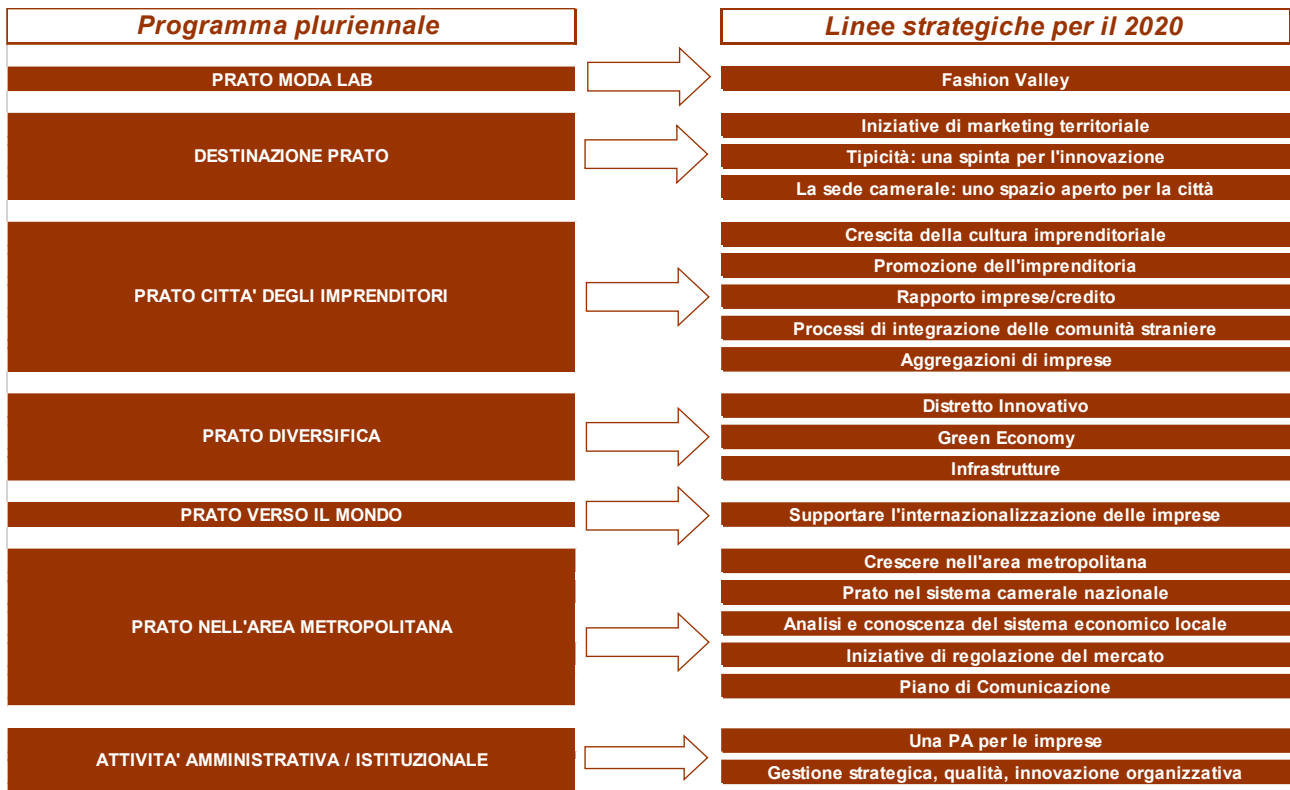 Programma pluriennale
Linee strategiche per il 2020
PRATO MODA LAB
Fashion Valley
DESTINAZIONE PRATO
Iniziative di marketing territoriale
Tipicità: una spinta per l'innovazione
La sede camerale: uno spazio aperto per la città
PRATO CITTA' DEGLI IMPRENDITORI
Crescita della cultura imprenditoriale
Promozione dell'imprenditoria
Rapporto imprese/credito
Processi di integrazione delle comunità straniere
Aggregazioni di imprese
PRATO DIVERSIFICA
Distretto Innovativo
Green Economy
Infrastrutture
PRATO VERSO IL MONDO
Supportare l'internazionalizzazione delle imprese
PRATO NELL'AREA METROPOLITANA
Crescere nell'area metropolitana
Prato nel sistema camerale nazionale
Analisi e conoscenza del sistema economico locale
Iniziative di regolazione del mercato
Piano di Comunicazione
ATTIVITA' AMMINISTRATIVA / ISTITUZIONALE
Una PA per le imprese
Gestione strategica, qualità, innovazione organizzativa